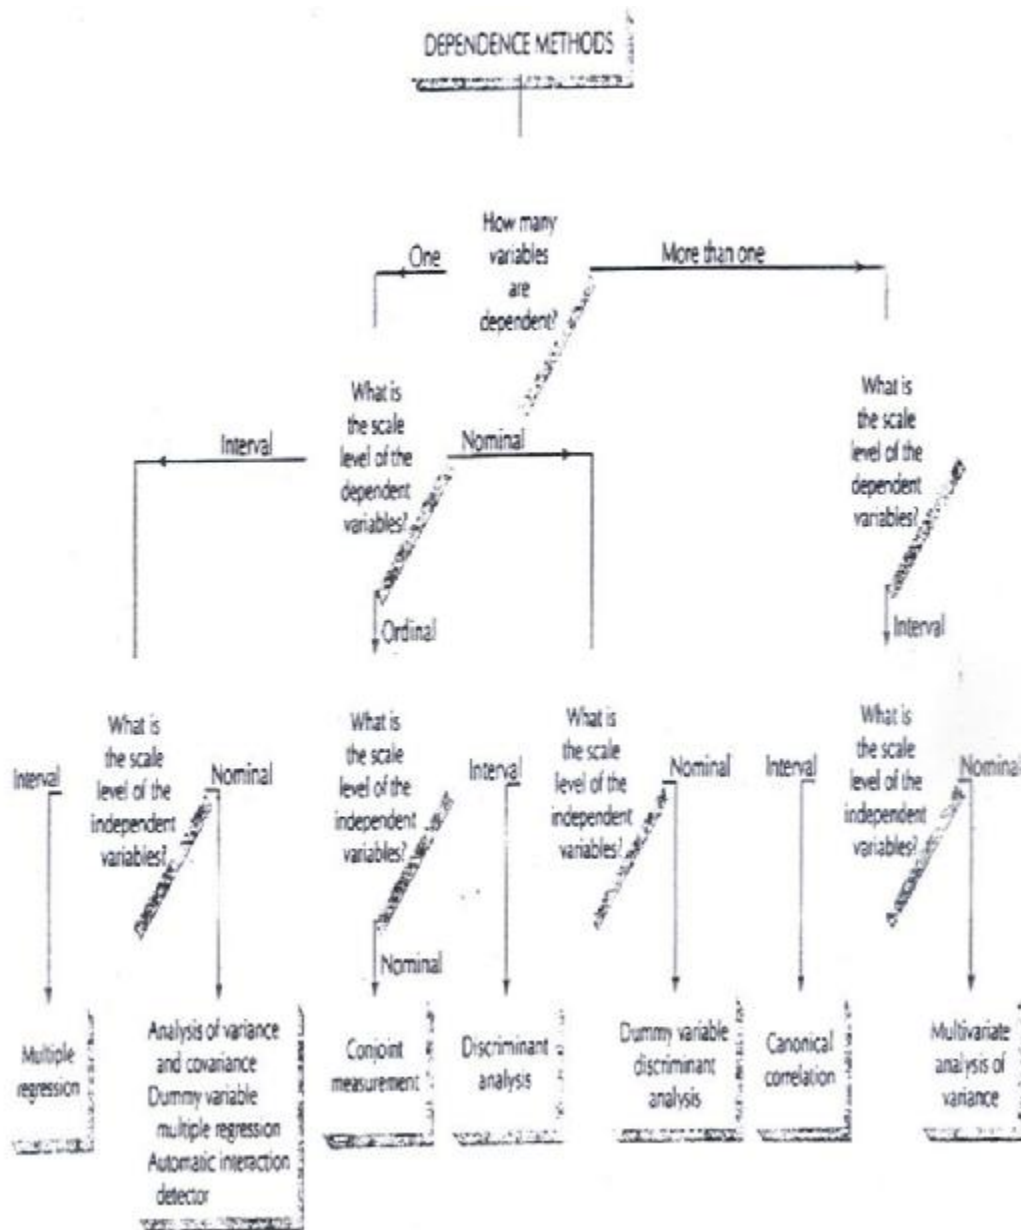 DEPENDENCE METHODS
How many
variables
are
dependent?
One
More than one
What is
the scale
level of the
dependent
variables?
Interval
Nominal
Ordinal
What is
the scale
level of the
dependent
variables?
Interval
What is
the scale
level of the
independent
variables?
Interval
Nominal
What is
the scale
level of the
independent
variables?
Nominal
What is
the scale
level of the
independent
variables?
Interval
Nominal
What is
the scale
level of the
independent
variables?
Interval
Nominal
Multiple
regression
Analysis of variance
and covariance
Dummy variable
multiple regression
Automatic interaction
detector
Conjoint
measurement
Discriminant
analysis
Dummy variable
discriminant
analysis
Canonical
correlation
Multivariate
analysis of
variance